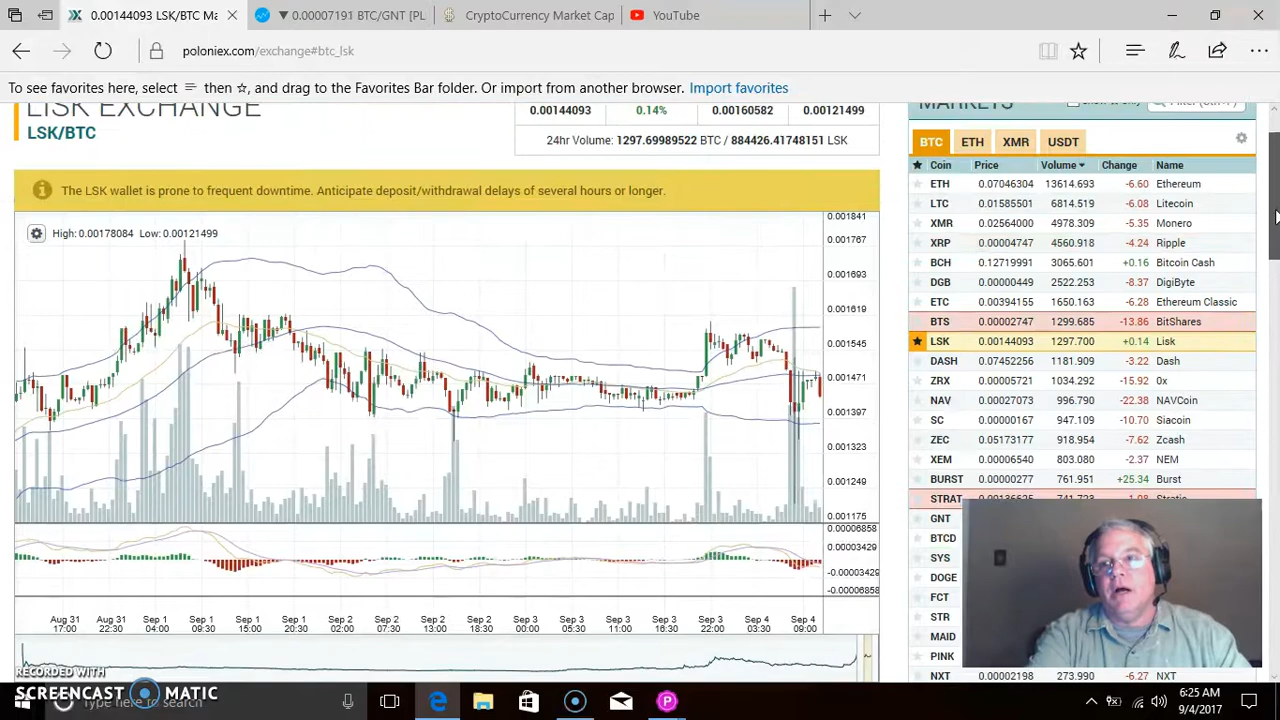 0.00144093 LSK/BTC Ma
0.00007191 BTC/GNT [PL
CryptoCurrency Market Cap
YouTube
poloniex.com/exchange#btc_lsk
To see favorites here, select then ☆, and drag to the Favorites Bar folder. Or import from another browser. Import favorites
LISK EXCHANGE
LSK/BTC
0.00144093 0.14% 0.00160582 0.00121499
24hr Volume: 1297.69989522 BTC / 884426.41748151 LSK
The LSK wallet is prone to frequent downtime. Anticipate deposit/withdrawal delays of several hours or longer.
High: 0.00178084 Low: 0.00121499
0.001841
0.001767
0.001693
0.001619
0.001545
0.001471
0.001397
0.001323
0.001249
0.001175
0.00006858
0.00003429
0.00000000
-0.00003429
-0.00006858
Aug 31 17:00
Aug 31 22:30
Sep 1 04:00
Sep 1 09:30
Sep 1 15:00
Sep 1 20:30
Sep 2 02:00
Sep 2 07:30
Sep 2 13:00
Sep 2 18:30
Sep 3 00:00
Sep 3 05:30
Sep 3 11:00
Sep 3 16:30
Sep 3 22:00
Sep 4 03:30
Sep 4 09:00
MARKETS
BTC ETH XMR USDT
Coin Price Volume Change Name
ETH 0.07046304 13614.693 -6.60 Ethereum
LTC 0.01585501 6814.519 -6.08 Litecoin
XMR 0.02564000 4978.309 -5.35 Monero
XRP 0.00004747 4560.918 -4.24 Ripple
BCH 0.12719991 3065.601 +0.16 Bitcoin Cash
DGB 0.00000449 2522.253 -8.37 DigiByte
ETC 0.00394155 1650.163 -6.28 Ethereum Classic
BTS 0.00002747 1299.685 -13.86 BitShares
LSK 0.00144093 1297.700 +0.14 Lisk
DASH 0.07452256 1181.909 -3.22 Dash
ZRX 0.00005721 1034.292 -15.92 0x
NAV 0.00027073 996.790 -22.38 NAVCoin
SC 0.00000167 947.109 -10.70 Siacoin
ZEC 0.05173177 918.954 -7.62 Zcash
XEM 0.00006540 803.080 -2.37 NEM
BURST 0.00000277 761.951 +25.34 Burst
STRAT
GNT
BTCD
SYS
DOGE
FCT
STR
MAID
PINK
NXT 0.00002198 273.990 -6.27 NXT
RECORDED WITH
SCREENCAST MATIC
Type here to search
6:25 AM
9/4/2017